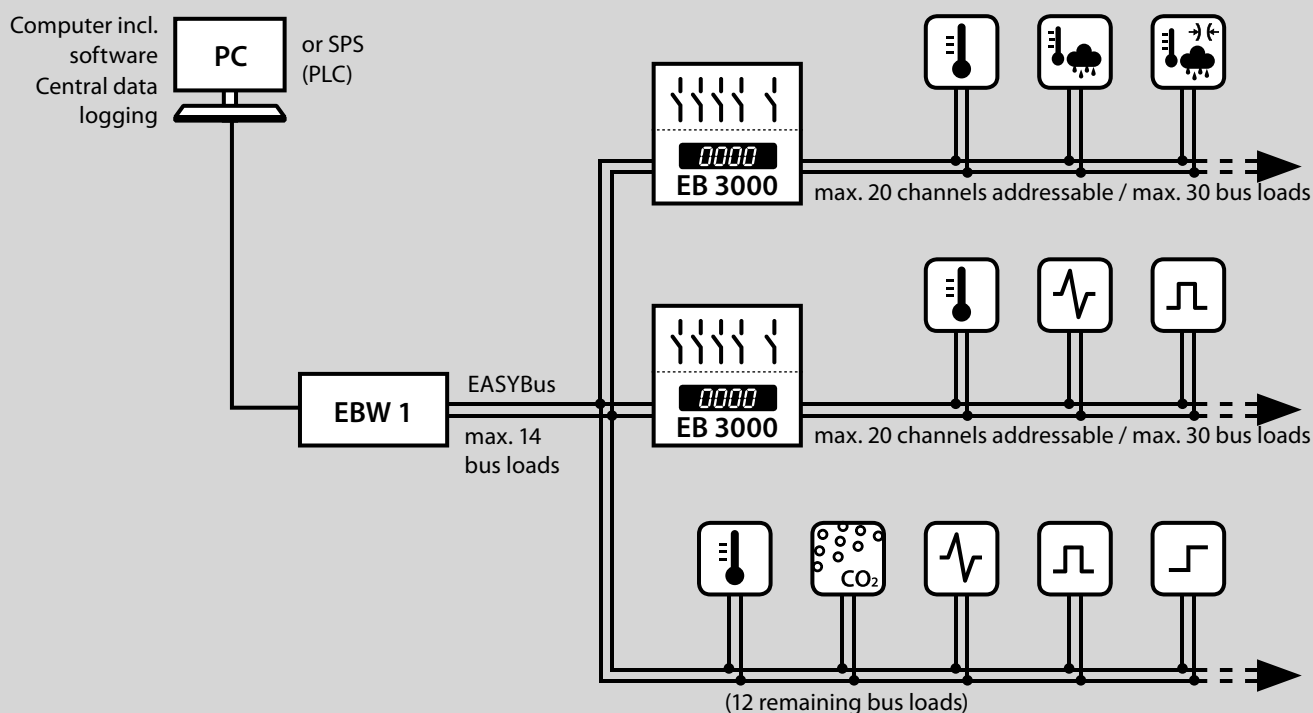 Computer incl.
software
Central data
logging
PC
or SPS
(PLC)
0000
EB 3000
max. 20 channels addressable / max. 30 bus loads
0000
EB 3000
max. 20 channels addressable / max. 30 bus loads
EBW 1
EASYBus
max. 14
bus loads
CO₂
(12 remaining bus loads)